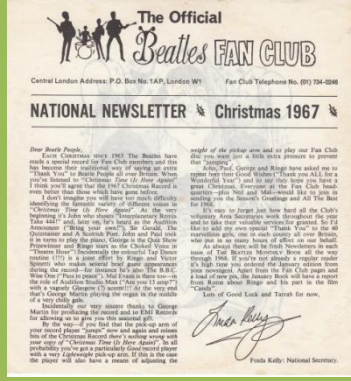 The Official
Beatles FAN CLUB
Central London Address: P.O. Box No. 1AP, London W1
Fan Club Telephone No. (01) 734-0246
NATIONAL NEWSLETTER
Christmas 1967
Dear Beatle People,
EACH CHRISTMAS SINCE 1963 The Beatles have
made a special record for Fan Club members and this
has become their traditional way of saying an extra
"Thank You" to Beatle People all over Britain. When
you've listened to "Christmas Time (Is Here Again)"
I think you'll agree that the 1967 Christmas Record is
even better than those which have gone before.
I don't imagine you will have too much difficulty
identifying the fantastic variety of different voices in
"Christmas Time (Is Here Again)". At the very
beginning it's John who shouts "Interplanetary Remix
Take 444!" and, later on, he's heard as the Audition
Announcer ("Bring your own!"), Sir Gerald, The
Quizmaster and A Scottish Poet. John and Paul took
it in turns to play the piano. George is the Quiz Show
Prizewinner and Ringo stars as the Choked Voice in
"Theatre Hour". Incidentally the person tap dancing
routine (!?!) is a joint effort by Ringo and Victor
Spinetti who makes several brief guest appearances
during the record—for instance he's also The B.B.C.
Wise One ("Pass it pause"). Mal Evans is there too—in
the role of Audition Studio Man ("Are you 13 amp?")
with a vaguely Glasgow (?) accent!!! At the very end
that's George Martin playing the organ in the middle
of a very chilly gale.
Incidentally our very sincere thanks to George
Martin for producing the record and to EMI Records
for allowing us to give you this seasonal gift.
By the way—if you find that the pick-up arm of
your record player "jumps" now and again and misses
bits of the Christmas Record there's nothing wrong with
your copy of "Christmas Time (Is Here Again)". In all
probability you've got a particularly Good record player
with a very Lightweight pick-up arm. If this is the case
the player will also have a means of adjusting the
weight of the pickup arm and to play our Fan Club
disc you want just a little extra pressure to prevent
that "jumping".
John, Paul, George and Ringo have asked me to
repeat here their Good Wishes ("Thank you ALL for a
Wonderful Year") and to say they hope you have a
great Christmas. Everyone at the Fan Club head-
quarters—plus Neil and Mal—would like to join in
sending you the Season's Greetings and All The Best
for 1968.
It's easy to forget just how hard all the Club's
voluntary Area Secretaries work throughout the year
and to take their valuable services for granted. So I'd
like to add my own special "Thank You" to the 40
marvellous girls, one in each county all over Britain,
who put in so many hours of effort on our behalf.
As always there will be fresh Newsletters in each
issue of THE BEATLES MONTHLY BOOK all the way
through 1968. If you're not already a regular reader
it's high time you ordered the January edition from
your newsagent. Apart from the Fan Club pages and
a load of new pix, the January Book will have a report
from Rome about Ringo and his part in the film
"Candy".
Lots of Good Luck and Tarrah for now,
Freda Kelly
Freda Kelly: National Secretary.